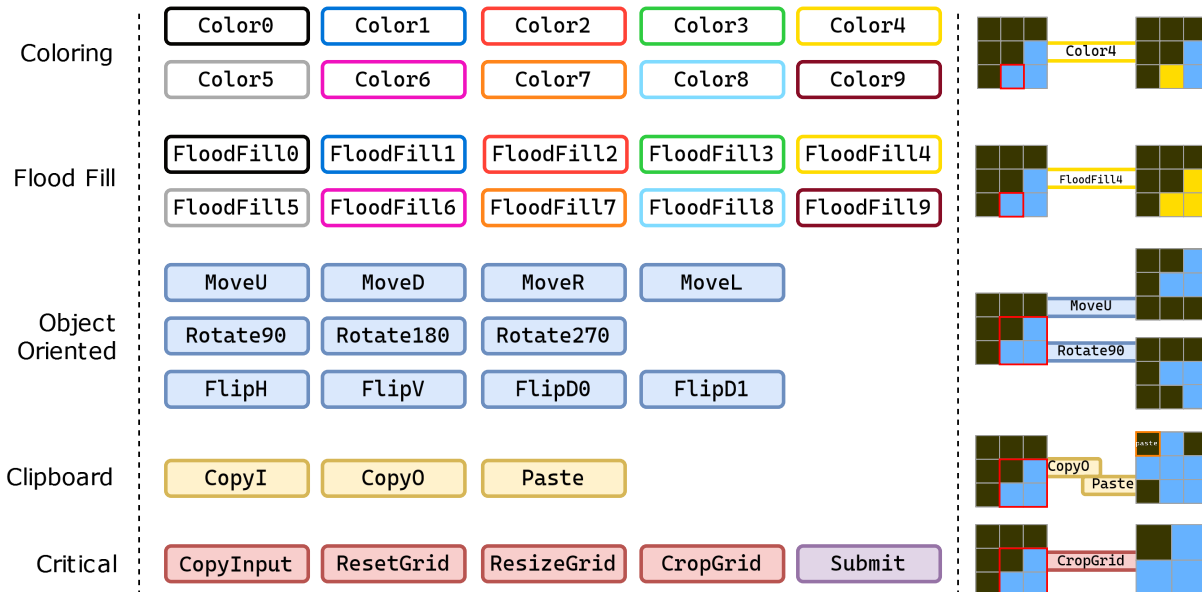 Coloring
Color0 Color1 Color2 Color3 Color4
Color5 Color6 Color7 Color8 Color9
Color4
Flood Fill
FloodFill0 FloodFill1 FloodFill2 FloodFill3 FloodFill4
FloodFill5 FloodFill6 FloodFill7 FloodFill8 FloodFill9
FloodFill4
Object
Oriented
MoveU MoveD MoveR MoveL
Rotate90 Rotate180 Rotate270
FlipH FlipV FlipD0 FlipD1
MoveU
Rotate90
Clipboard
CopyI CopyO Paste
CopyO
Paste
paste
Critical
CopyInput ResetGrid ResizeGrid CropGrid Submit
CropGrid